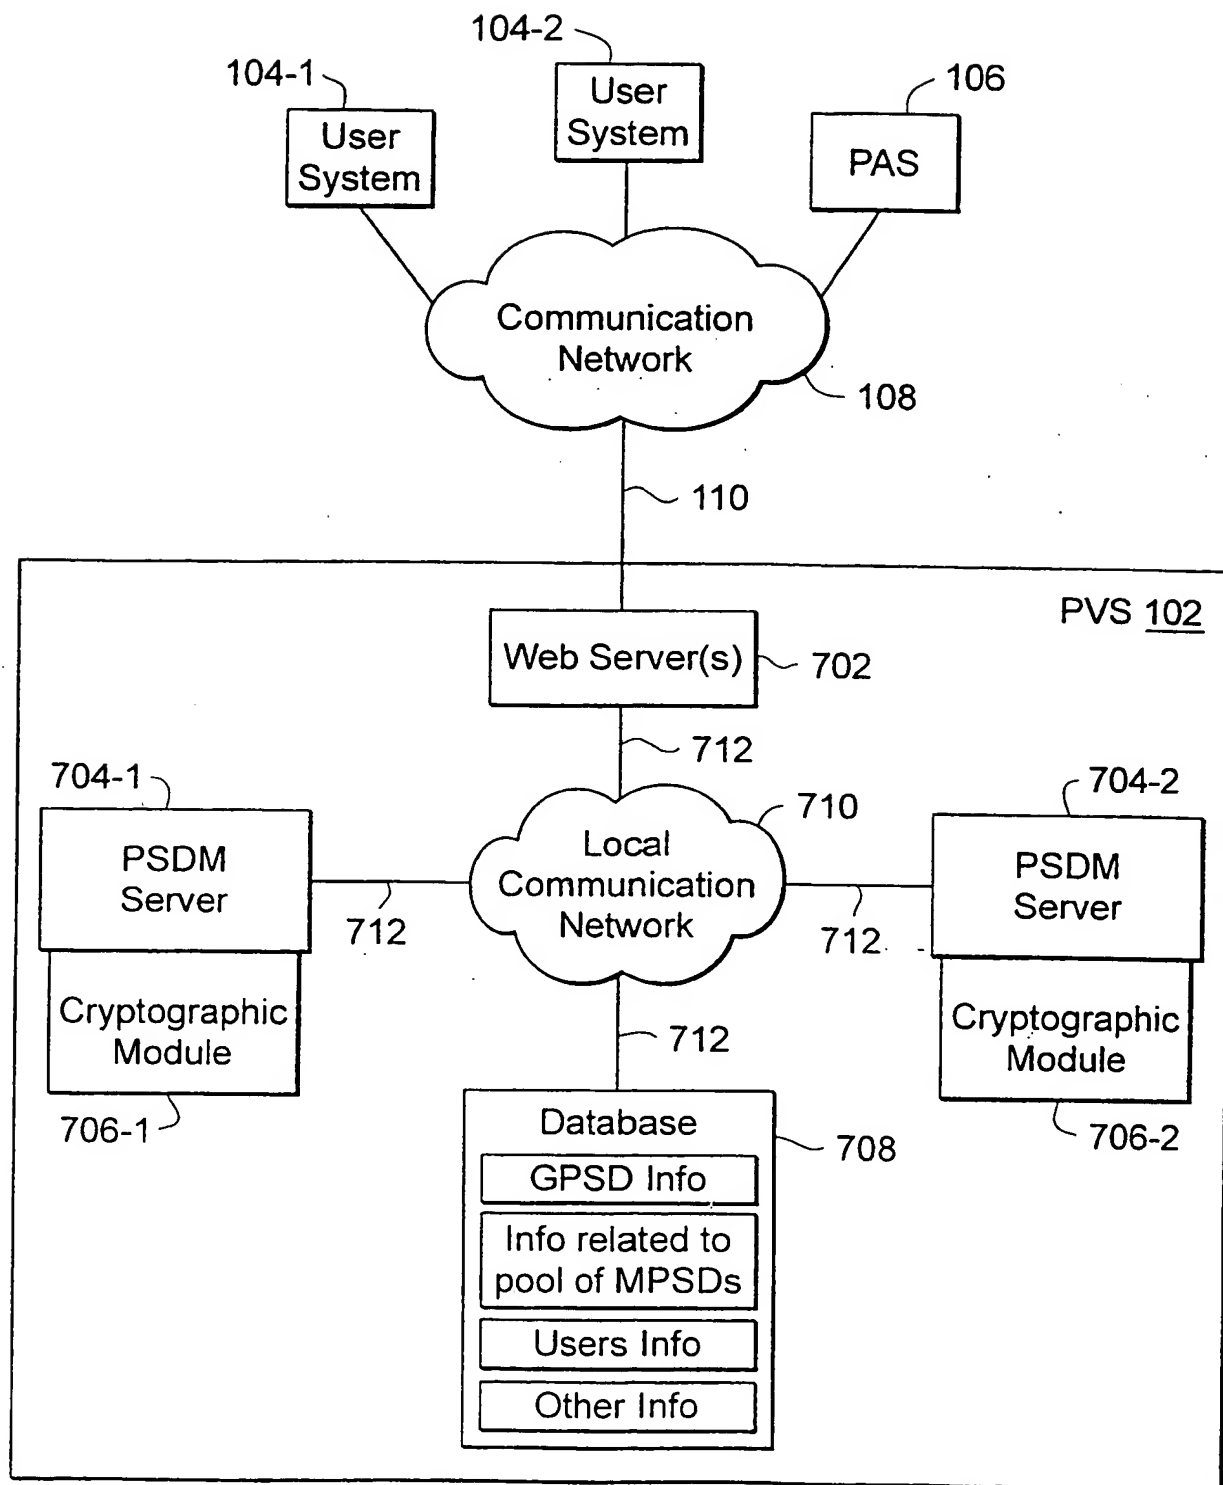 104-2
104-1
User
System
106
User
System
PAS
Communication
Network
108
110
PVS 102
Web Server(s)
702
712
704-1
704-2
710
PSDM
Server
Local
Communication
Network
PSDM
Server
712
712
Cryptographic
Module
Cryptographic
Module
712
706-1
706-2
Database
708
GPSD Info
Info related to
pool of MPSDs
Users Info
Other Info